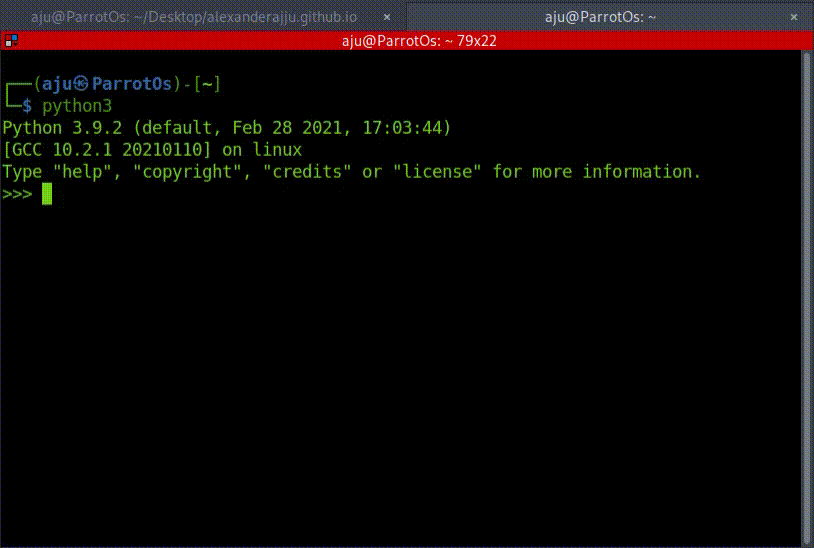 aju@ParrotOs: ~/Desktop/alexanderajju.github.io × aju@ParrotOs: ~ ×
aju@ParrotOs: ~ 79x22
┌──(aju㉿ParrotOs)-[~]
└─$ python3
Python 3.9.2 (default, Feb 28 2021, 17:03:44)
[GCC 10.2.1 20210110] on linux
Type "help", "copyright", "credits" or "license" for more information.
>>>